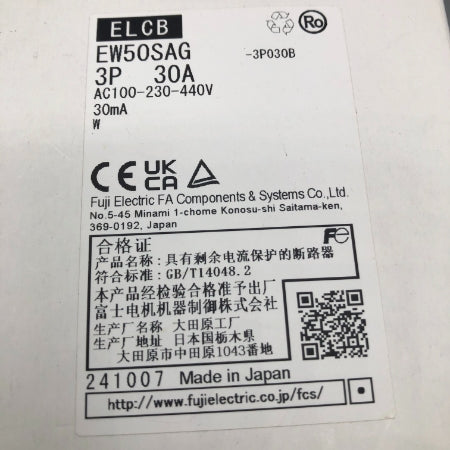 ELCB
Ro
EW50SAG -3P030B
3P 30A
AC100-230-440V
30mA
W
CE UK CA
Fuji Electric FA Components & Systems Co.,Ltd.
No.5-45 Minami 1-chome Konosu-shi Saitama-ken,
369-0192, Japan
合格证
Fe
产品名称:具有剩余电流保护的断路器
符合标准:GB/T14048.2
本产品经检验合格准予出厂
富士电机机器制御株式会社
生产厂名称 大田原工厂
生产厂地址 日本国栃木県
大田原市中田原1043番地
241007 Made in Japan
http://www.fujielectric.co.jp/fcs/